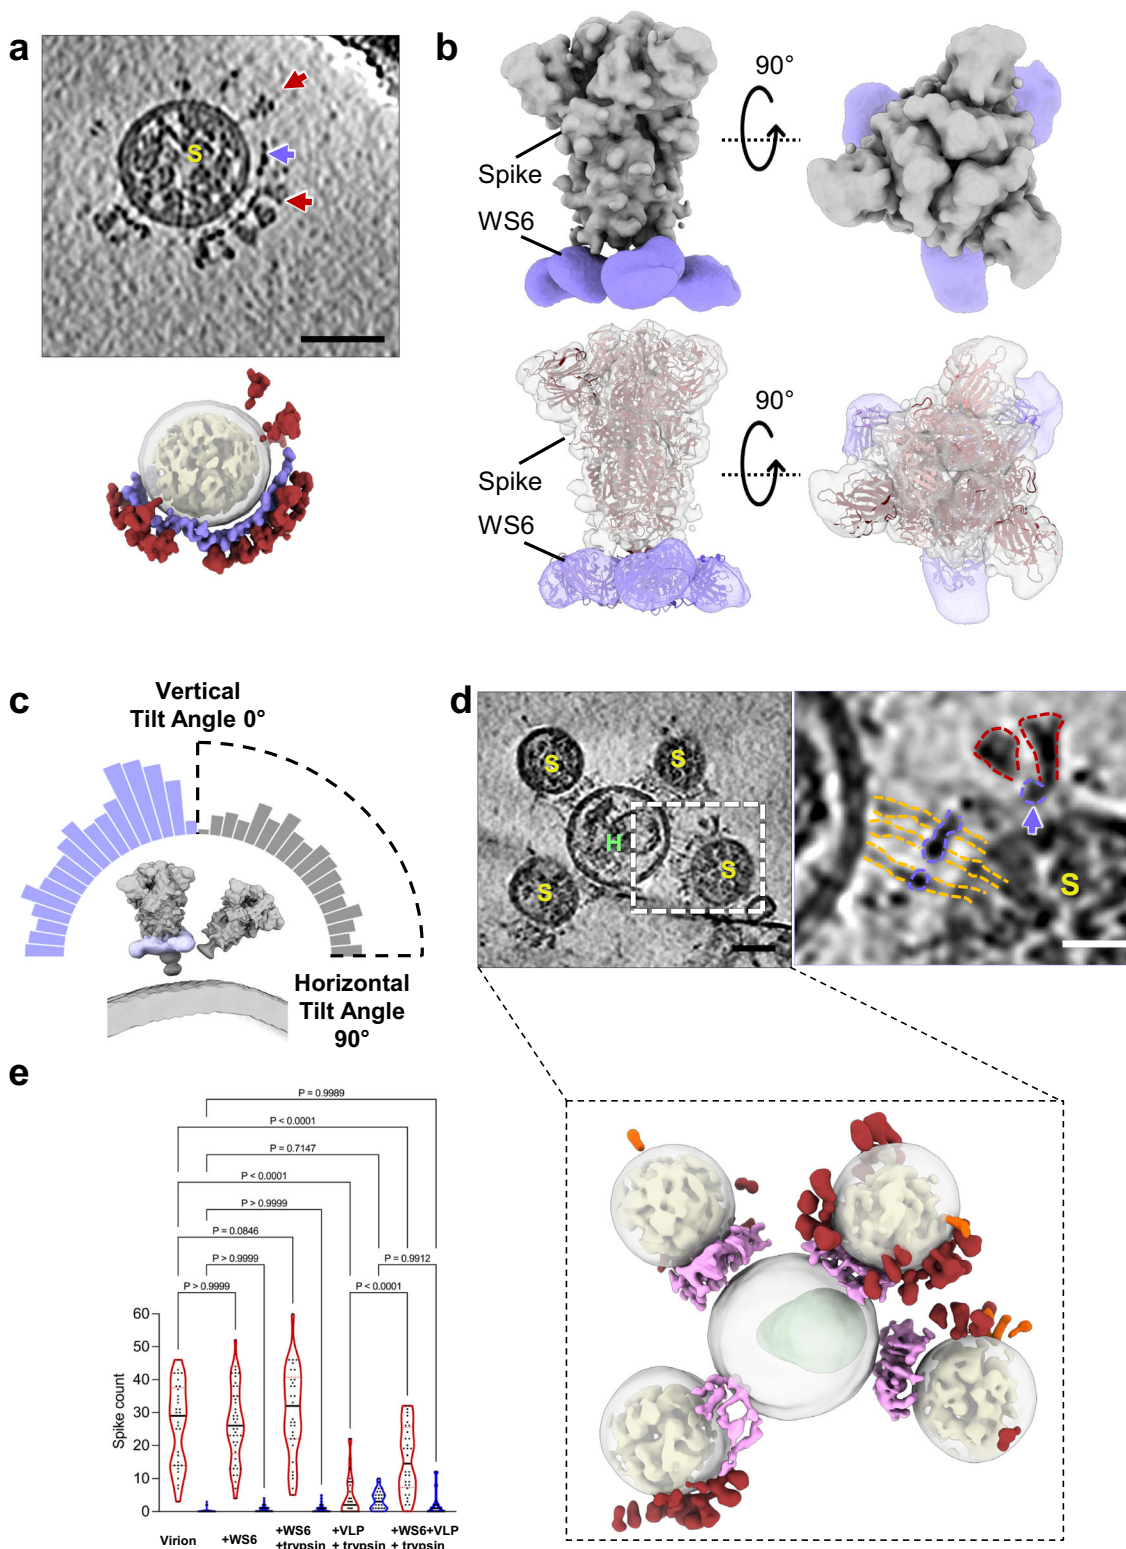 a
S
b
90°
Spike
WS6
90°
Spike
WS6
c
Vertical
Tilt Angle 0°
Horizontal
Tilt Angle
90°
d
S
S
H
S
S
S
e
P = 0.9989
P < 0.0001
P = 0.7147
P < 0.0001
P > 0.9999
P = 0.0846
P > 0.9999
P = 0.9912
P > 0.9999
P < 0.0001
Spike count
60
50
40
30
20
10
0
Virion
+WS6
+WS6
+trypsin
+VLP
+ trypsin
+WS6+VLP
+ trypsin